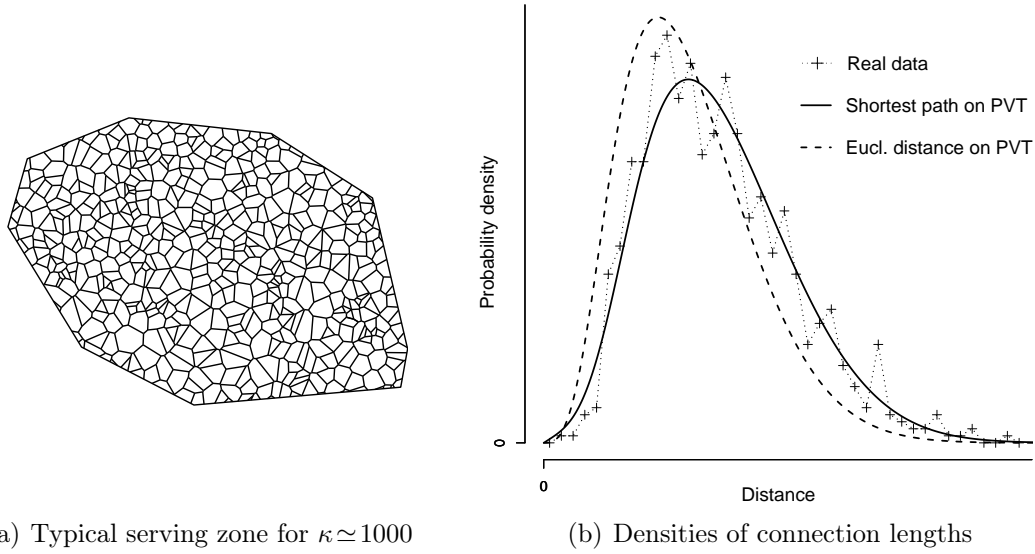 Real data
Shortest path on PVT
Eucl. distance on PVT
Probability density
0
0
Distance
a) Typical serving zone for κ≃1000
(b) Densities of connection lengths